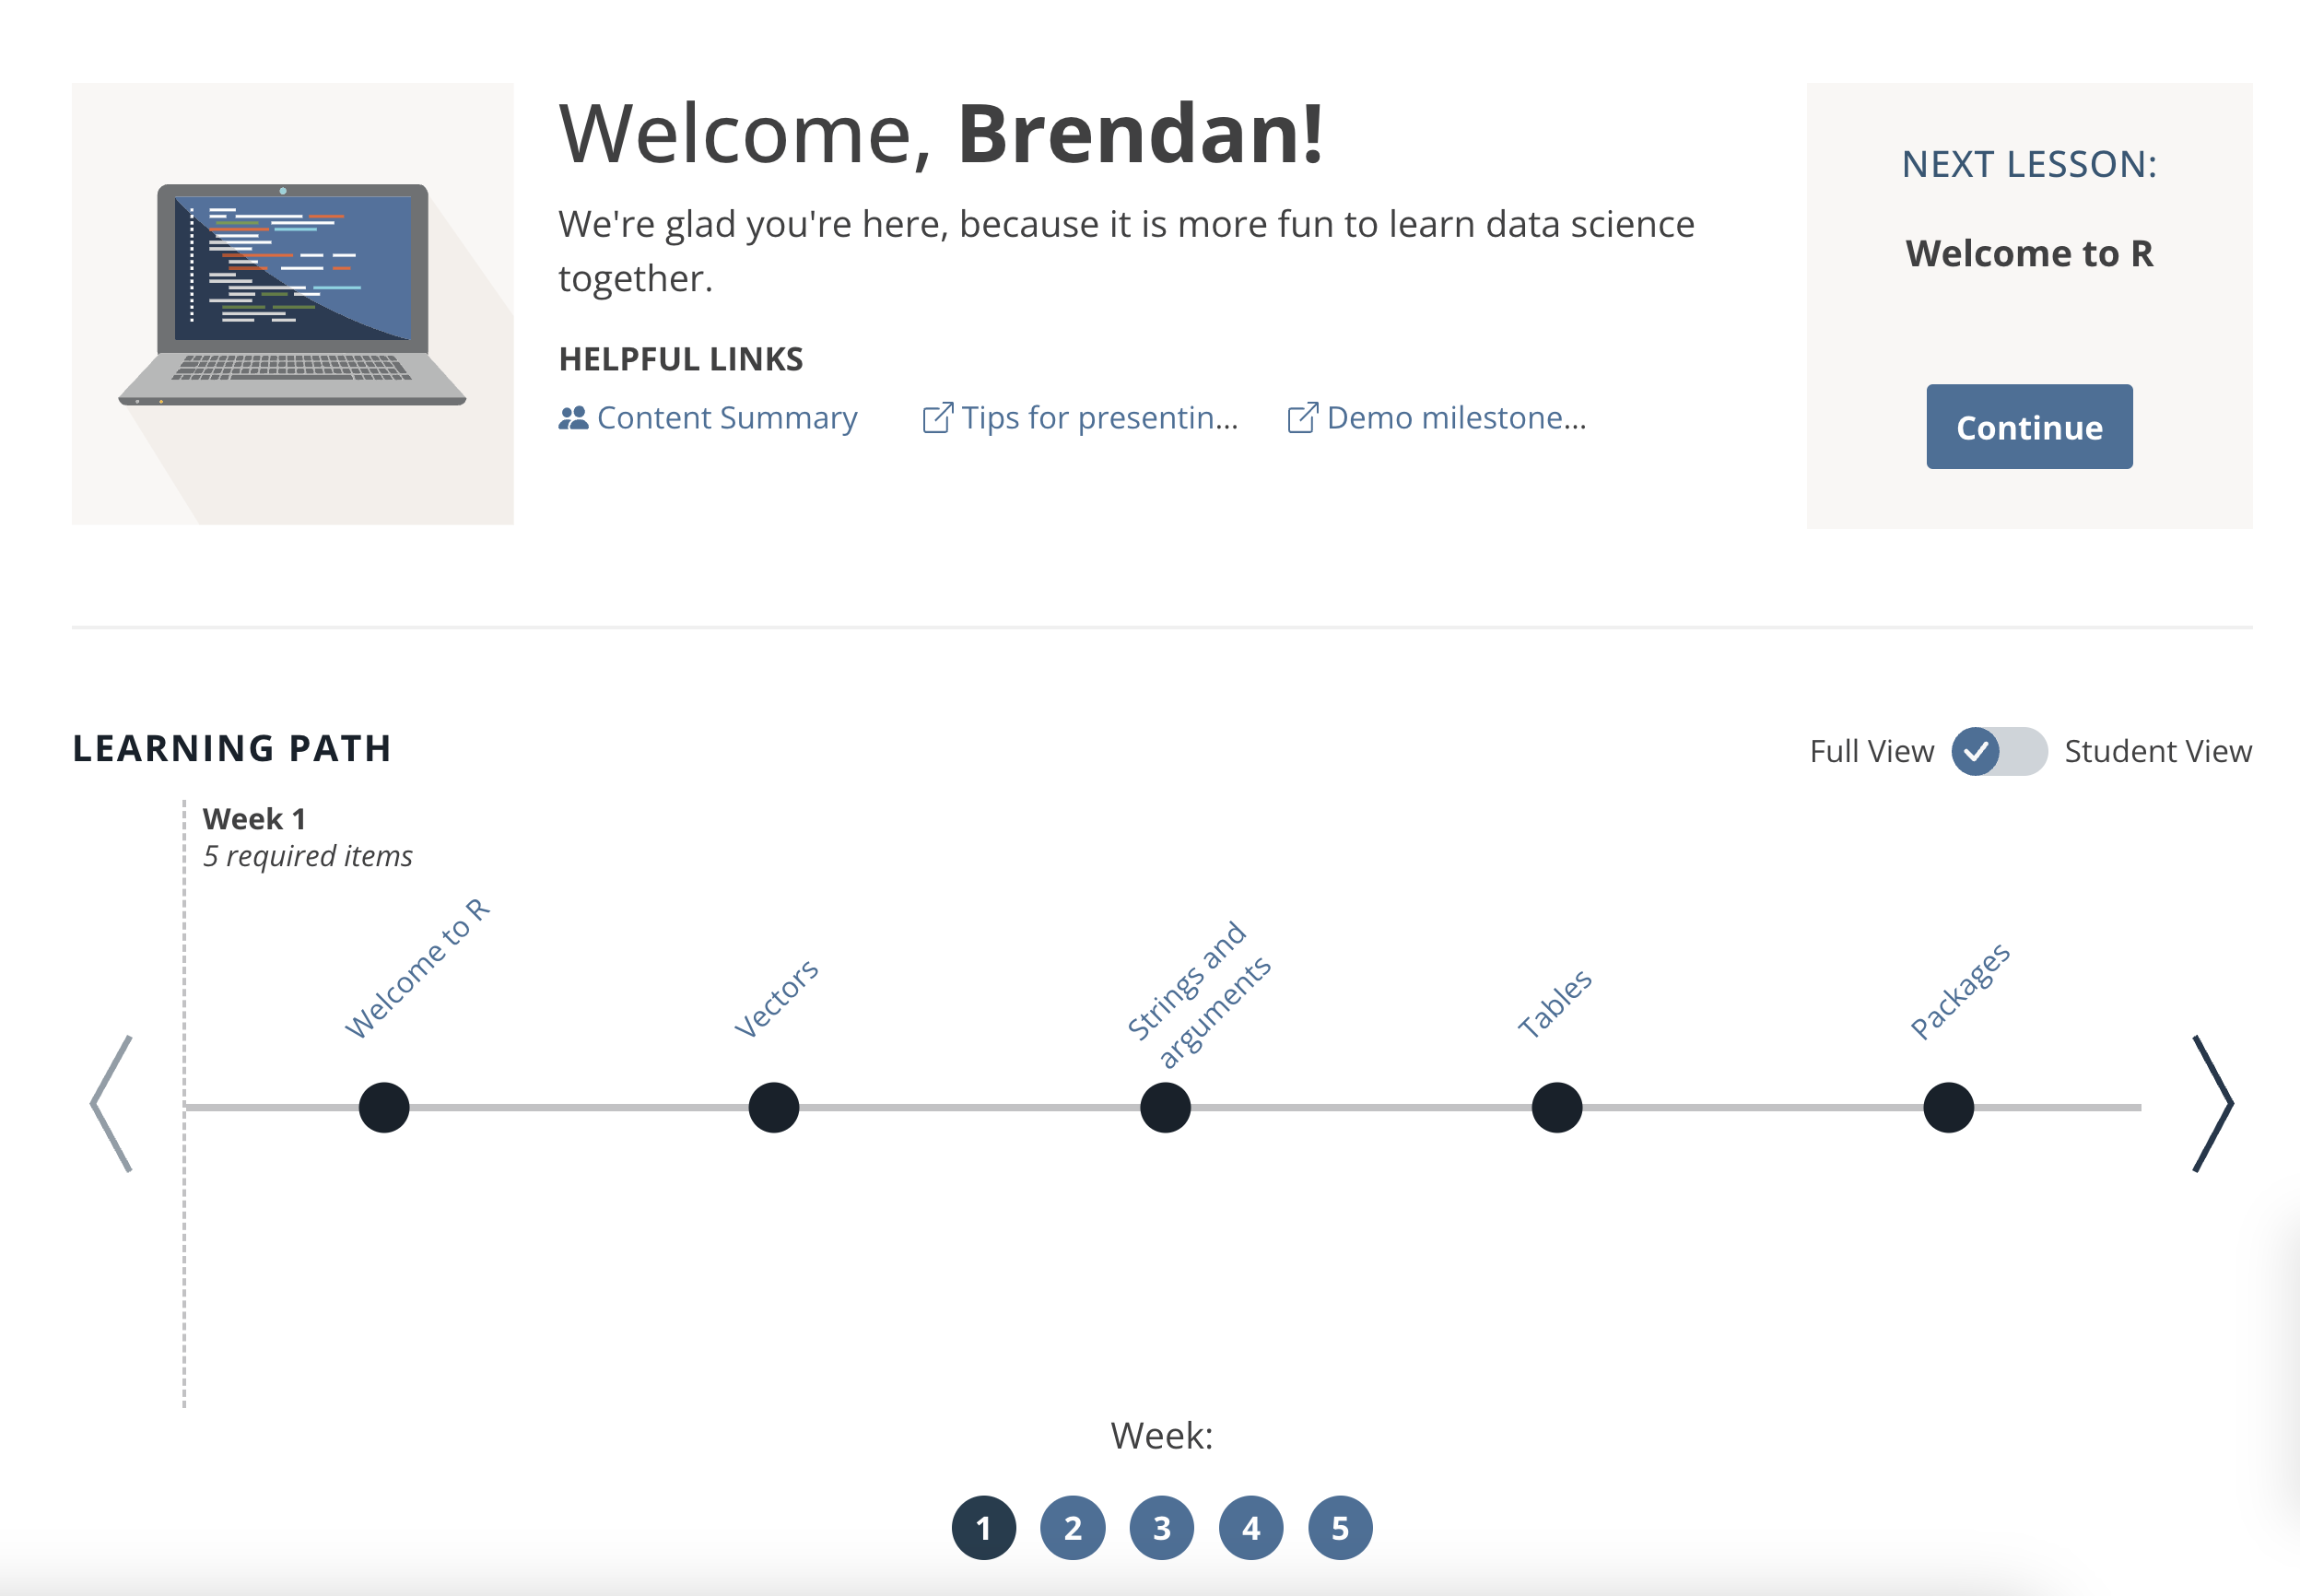 Welcome, Brendan!
We're glad you're here, because it is more fun to learn data science
together.
HELPFUL LINKS
Content Summary
Tips for presentin...
Demo milestone...
NEXT LESSON:
Welcome to R
Continue
LEARNING PATH
Full View
Student View
Week 1
5 required items
Welcome to R
Vectors
Strings and
arguments
Tables
Packages
Week:
1 2 3 4 5